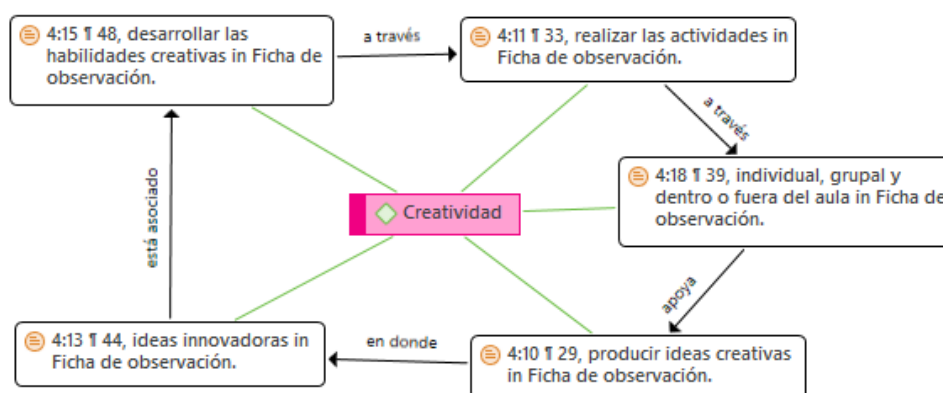 4:15 ¶ 48, desarrollar las
habilidades creativas in Ficha de
observación.
a través
4:11 ¶ 33, realizar las actividades in
Ficha de observación.
a través
4:18 ¶ 39, individual, grupal y
dentro o fuera del aula in Ficha de
observación.
Creatividad
está asociado
apoya
4:13 ¶ 44, ideas innovadoras in
Ficha de observación.
en donde
4:10 ¶ 29, producir ideas creativas
in Ficha de observación.